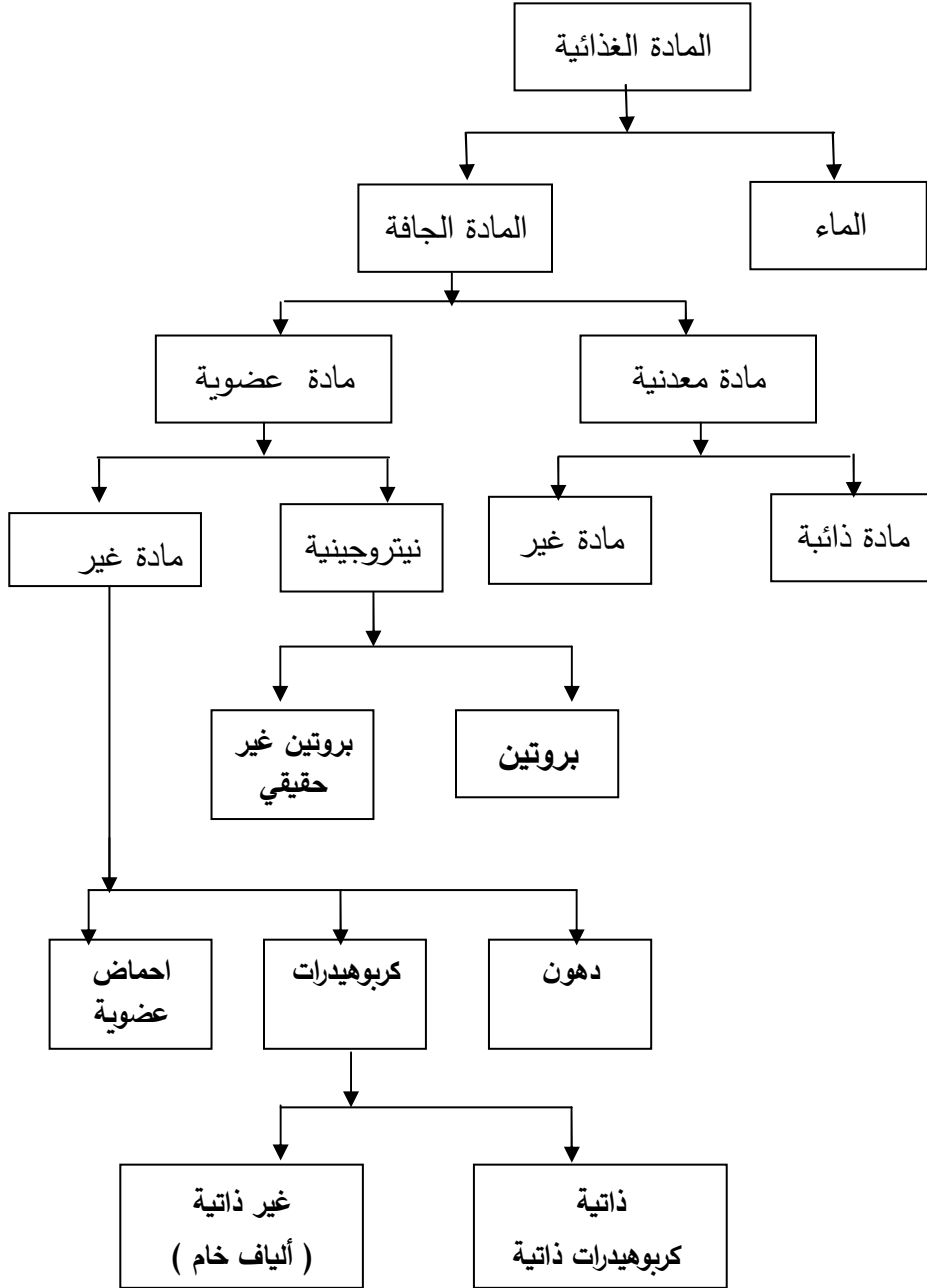 المادة الغذائية
الماء
المادة الجافة
مادة معدنية
مادة عضوية
مادة ذائبة
مادة غير
نيتروجينية
مادة غير
بروتين
بروتين غير
حقيقي
دهون
كربوهيدرات
احماض
عضوية
ذاتية
كربوهيدرات ذاتية
غير ذاتية
( ألياف خام )